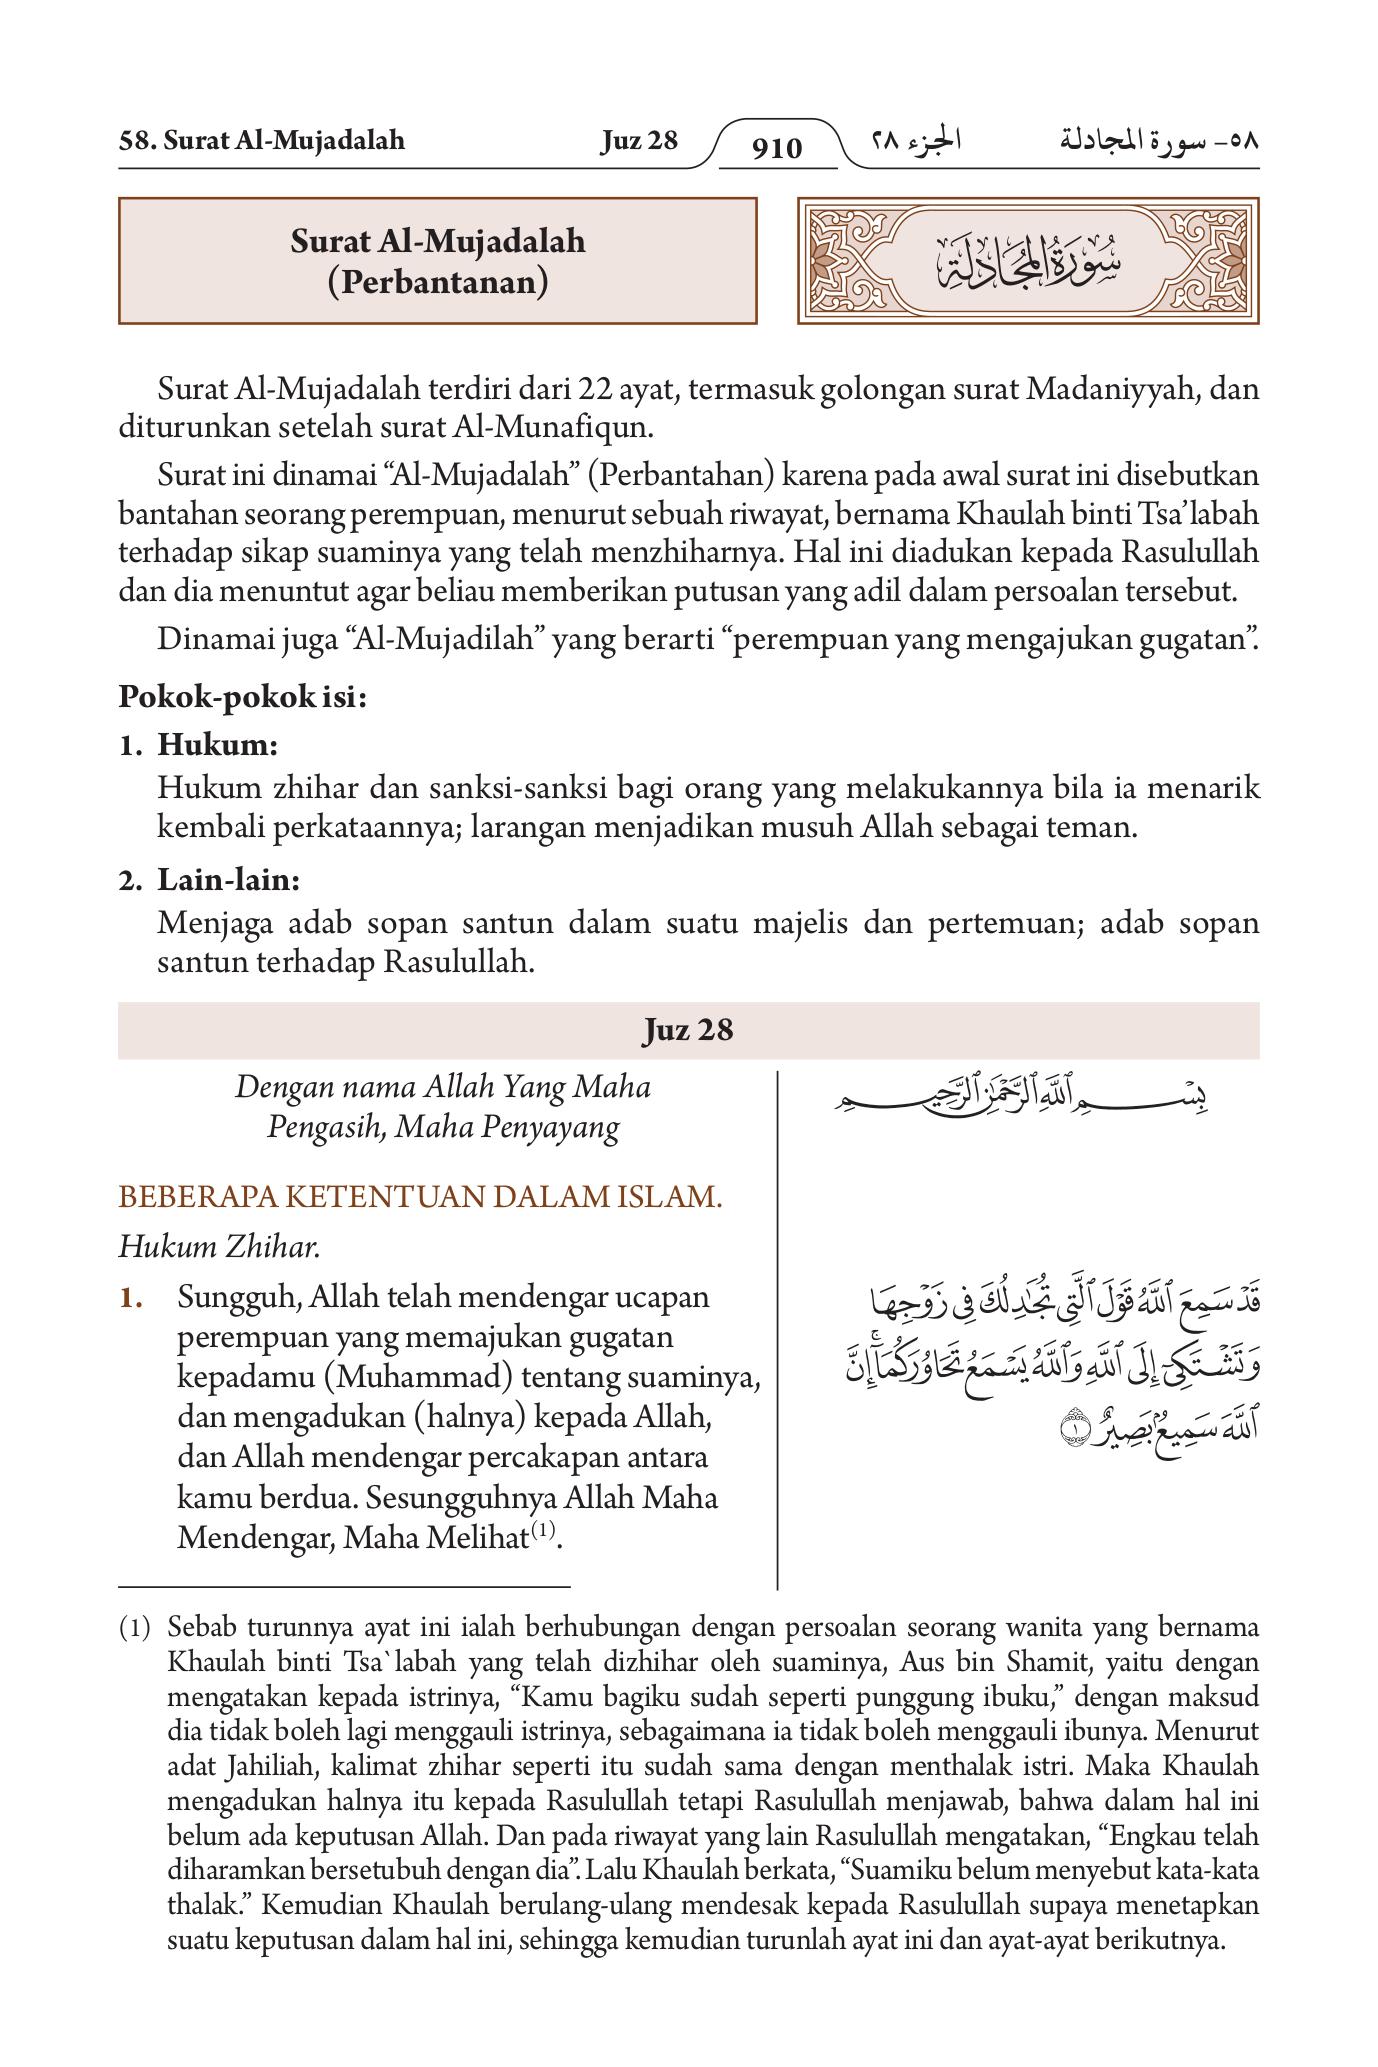 58. Surat Al-Mujadalah Juz 28 910 الجزء ٢٨ ٥٨- سورة المجادلة
Surat Al-Mujadalah
(Perbantanan)
سُورَةُ المُجَادلَةِ
Surat Al-Mujadalah terdiri dari 22 ayat, termasuk golongan surat Madaniyyah, dan
diturunkan setelah surat Al-Munafiqun.
Surat ini dinamai “Al-Mujadalah” (Perbantahan) karena pada awal surat ini disebutkan
bantahan seorang perempuan, menurut sebuah riwayat, bernama Khaulah binti Tsa’labah
terhadap sikap suaminya yang telah menzhiharnya. Hal ini diadukan kepada Rasulullah
dan dia menuntut agar beliau memberikan putusan yang adil dalam persoalan tersebut.
Dinamai juga “Al-Mujadilah” yang berarti “perempuan yang mengajukan gugatan”.
Pokok-pokok isi:
1. Hukum:
Hukum zhihar dan sanksi-sanksi bagi orang yang melakukannya bila ia menarik
kembali perkataannya; larangan menjadikan musuh Allah sebagai teman.
2. Lain-lain:
Menjaga adab sopan santun dalam suatu majelis dan pertemuan; adab sopan
santun terhadap Rasulullah.
Juz 28
Dengan nama Allah Yang Maha
Pengasih, Maha Penyayang
BEBERAPA KETENTUAN DALAM ISLAM.
Hukum Zhihar.
1. Sungguh, Allah telah mendengar ucapan
perempuan yang memajukan gugatan
kepadamu (Muhammad) tentang suaminya,
dan mengadukan (halnya) kepada Allah,
dan Allah mendengar percakapan antara
kamu berdua. Sesungguhnya Allah Maha
Mendengar, Maha Melihat(1).
بِسْمِ ٱللَّهِ ٱلرَّحْمَٰنِ ٱلرَّحِيمِ
قَدْ سَمِعَ ٱللَّهُ قَوْلَ ٱلَّتِى تُجَٰدِلُكَ فِى زَوْجِهَا
وَتَشْتَكِىٓ إِلَى ٱللَّهِ وَٱللَّهُ يَسْمَعُ تَحَاوُرَكُمَآ ۚ إِنَّ
ٱللَّهَ سَمِيعٌۢ بَصِيرٌ ١
(1) Sebab turunnya ayat ini ialah berhubungan dengan persoalan seorang wanita yang bernama
Khaulah binti Tsa`labah yang telah dizhihar oleh suaminya, Aus bin Shamit, yaitu dengan
mengatakan kepada istrinya, “Kamu bagiku sudah seperti punggung ibuku,” dengan maksud
dia tidak boleh lagi menggauli istrinya, sebagaimana ia tidak boleh menggauli ibunya. Menurut
adat Jahiliah, kalimat zhihar seperti itu sudah sama dengan menthalak istri. Maka Khaulah
mengadukan halnya itu kepada Rasulullah tetapi Rasulullah menjawab, bahwa dalam hal ini
belum ada keputusan Allah. Dan pada riwayat yang lain Rasulullah mengatakan, “Engkau telah
diharamkan bersetubuh dengan dia”. Lalu Khaulah berkata, “Suamiku belum menyebut kata-kata
thalak.” Kemudian Khaulah berulang-ulang mendesak kepada Rasulullah supaya menetapkan
suatu keputusan dalam hal ini, sehingga kemudian turunlah ayat ini dan ayat-ayat berikutnya.